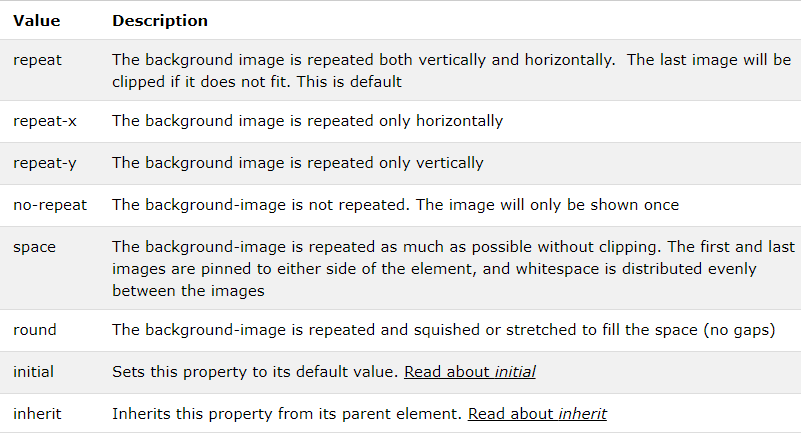 Value Description
repeat The background image is repeated both vertically and horizontally.  The last image will be
clipped if it does not fit. This is default
repeat-x The background image is repeated only horizontally
repeat-y The background image is repeated only vertically
no-repeat The background-image is not repeated. The image will only be shown once
space The background-image is repeated as much as possible without clipping. The first and last
images are pinned to either side of the element, and whitespace is distributed evenly
between the images
round The background-image is repeated and squished or stretched to fill the space (no gaps)
initial Sets this property to its default value. Read about initial
inherit Inherits this property from its parent element. Read about inherit